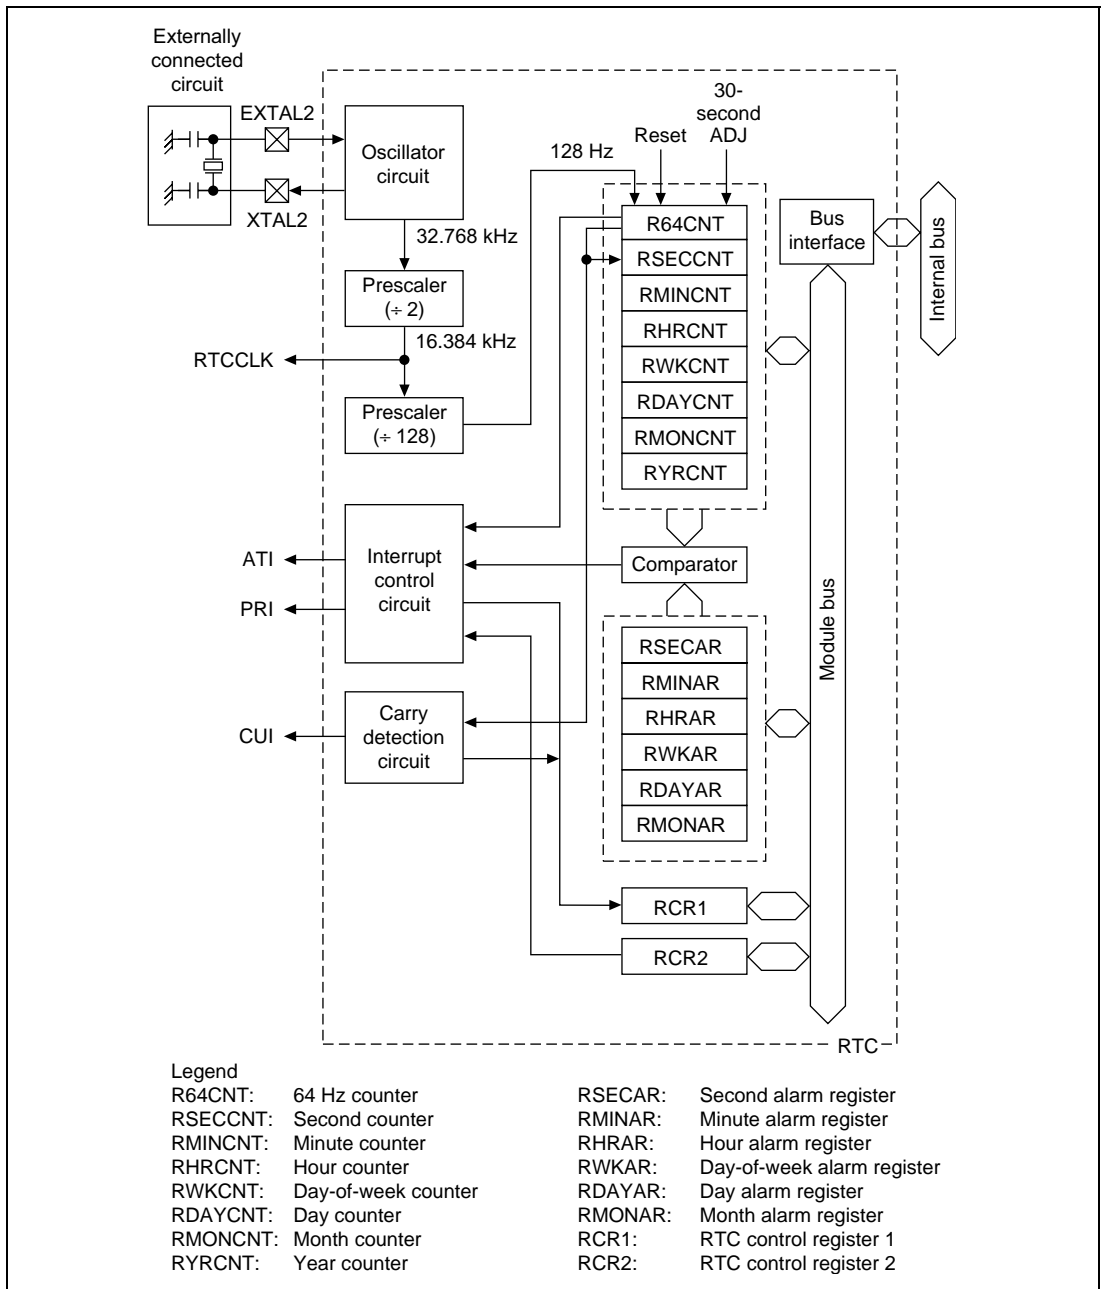 Externally
connected
circuit
EXTAL2
XTAL2
Oscillator
circuit
32.768 kHz
Prescaler
(÷ 2)
16.384 kHz
RTCCLK
Prescaler
(÷ 128)
128 Hz
Reset
30-
second
ADJ
R64CNT
RSECCNT
RMINCNT
RHRCNT
RWKCNT
RDAYCNT
RMONCNT
RYRCNT
Bus
interface
Internal bus
Module bus
ATI
PRI
Interrupt
control
circuit
Comparator
CUI
Carry
detection
circuit
RSECAR
RMINAR
RHRAR
RWKAR
RDAYAR
RMONAR
RCR1
RCR2
RTC
Legend
R64CNT: 64 Hz counter
RSECCNT: Second counter
RMINCNT: Minute counter
RHRCNT: Hour counter
RWKCNT: Day-of-week counter
RDAYCNT: Day counter
RMONCNT: Month counter
RYRCNT: Year counter
RSECAR: Second alarm register
RMINAR: Minute alarm register
RHRAR: Hour alarm register
RWKAR: Day-of-week alarm register
RDAYAR: Day alarm register
RMONAR: Month alarm register
RCR1: RTC control register 1
RCR2: RTC control register 2